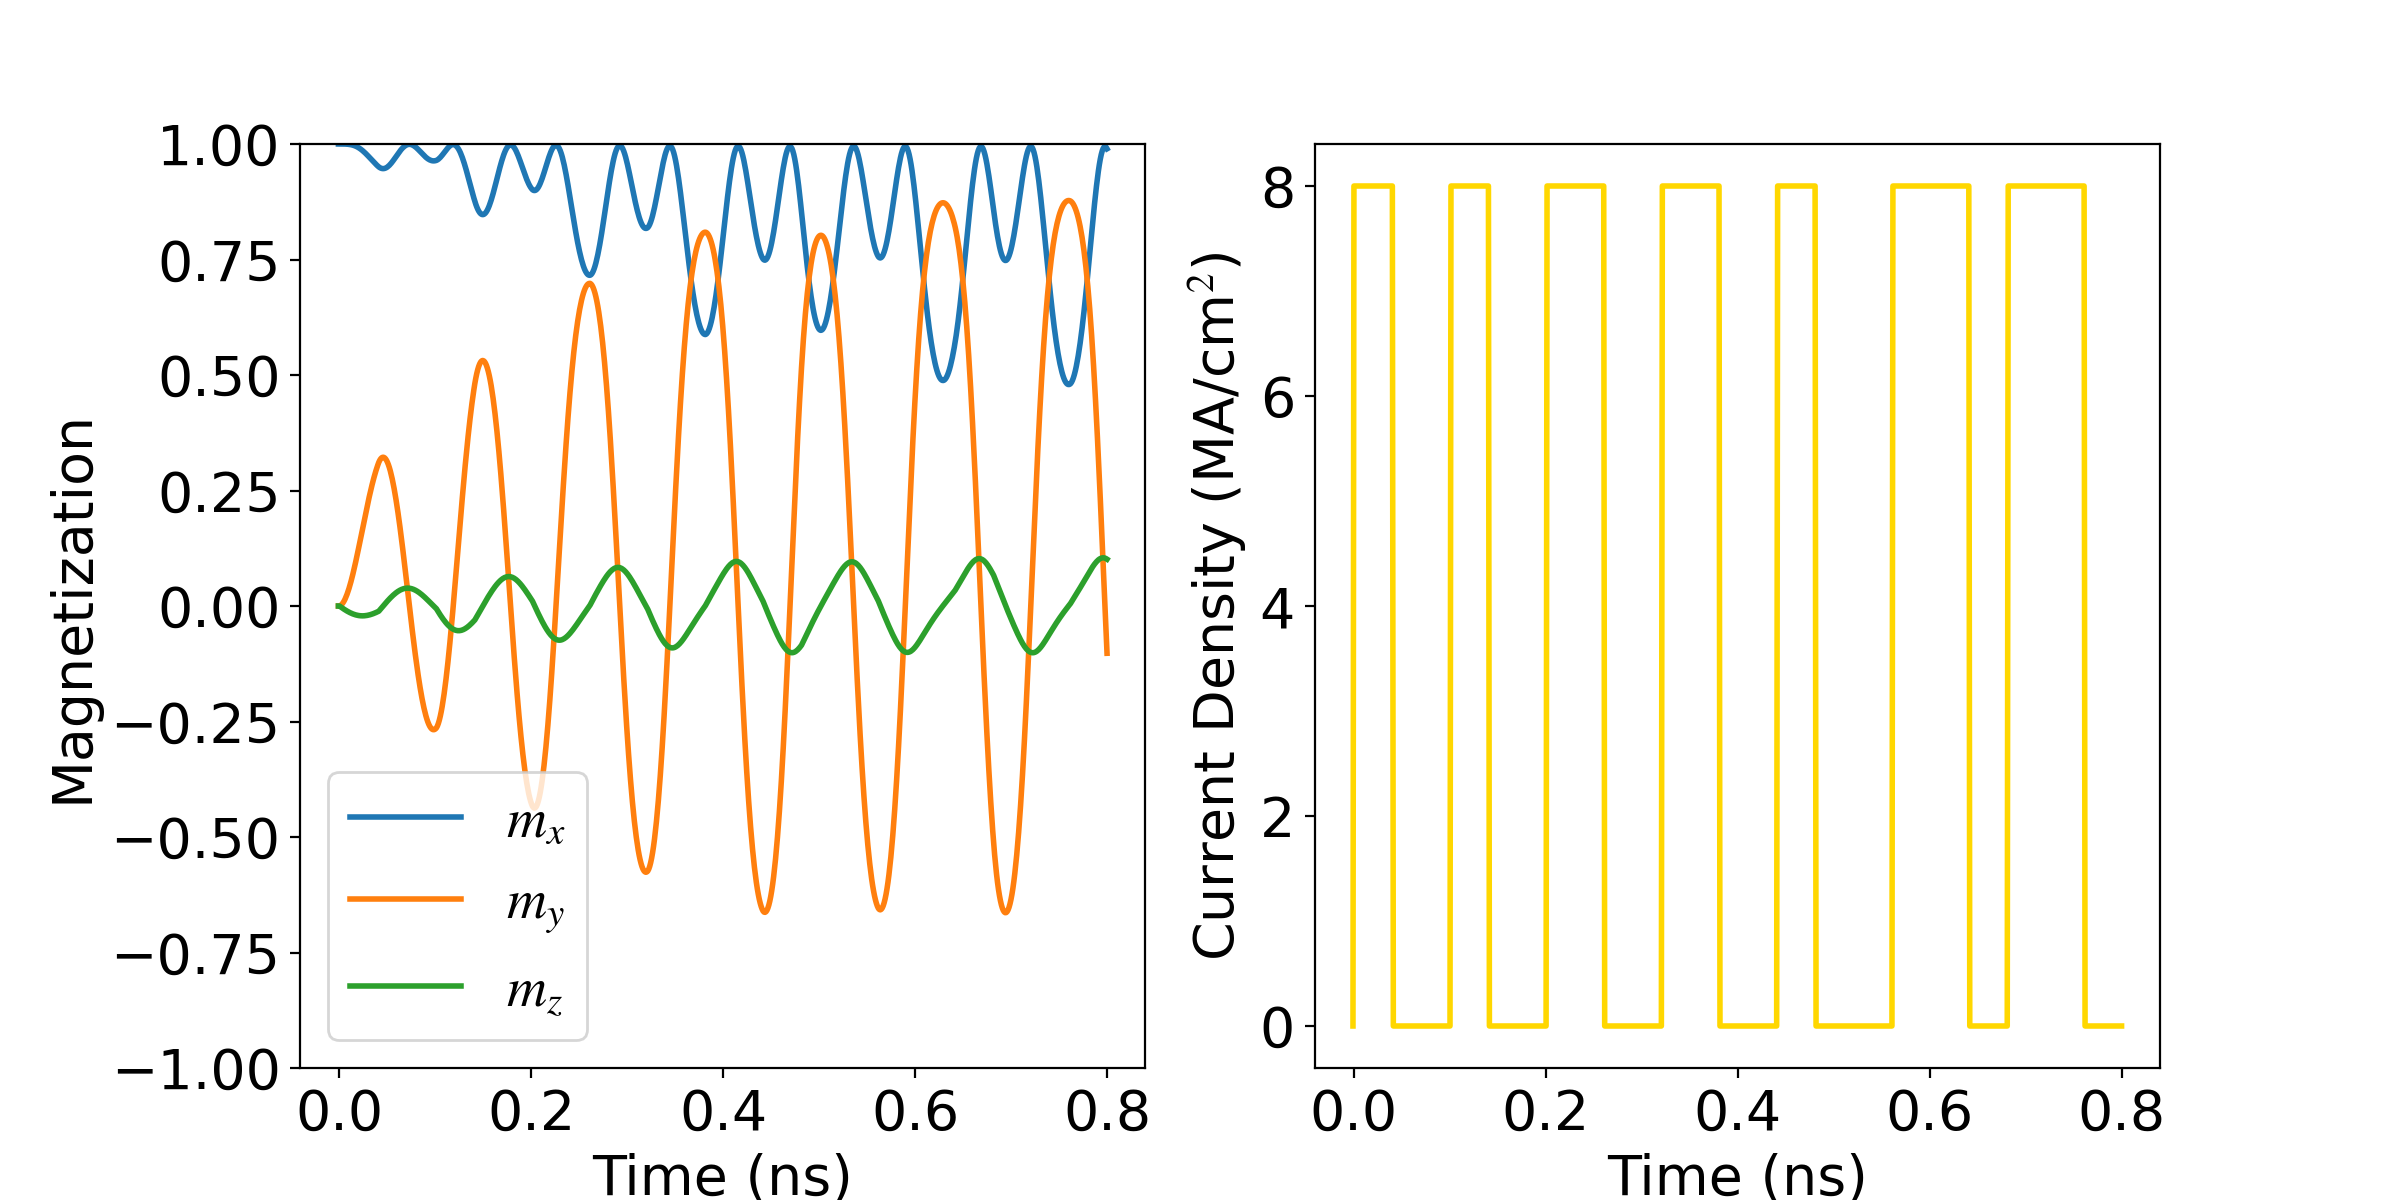 Magnetization
1.00
0.75
0.50
0.25
0.00
−0.25
−0.50
−0.75
−1.00
0.0 0.2 0.4 0.6 0.8
Time (ns)
mₓ
m_y
m_z
Current Density (MA/cm²)
8
6
4
2
0
0.0 0.2 0.4 0.6 0.8
Time (ns)